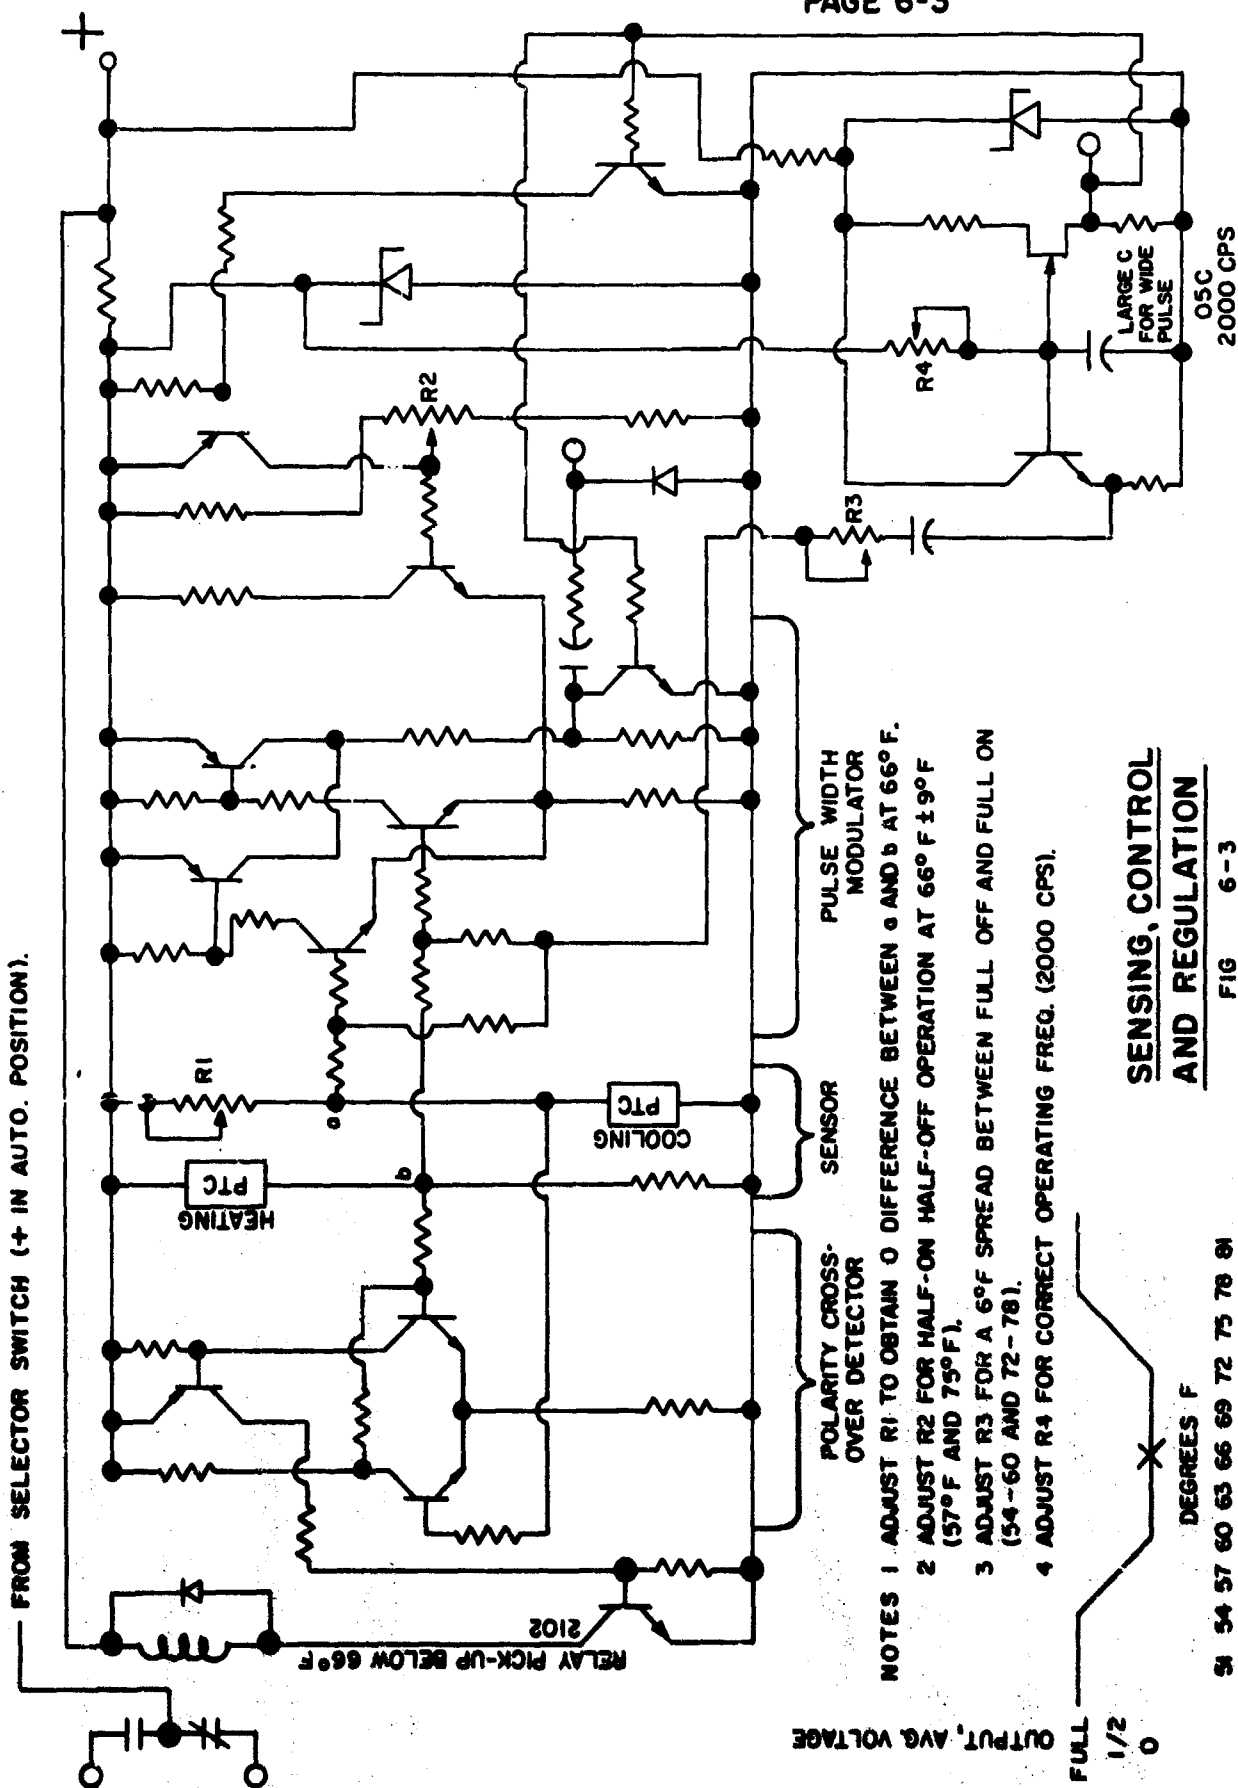 PAGE 6-3
+
FROM SELECTOR SWITCH (+ IN AUTO. POSITION).
RELAY PICK-UP BELOW 66°F
2102
HEATING
PTC
b
R1
a
PTC
COOLING
R2
R3
R4
LARGE C
FOR WIDE
PULSE
OSC
2000 CPS
POLARITY CROSS-
OVER DETECTOR
SENSOR
PULSE WIDTH
MODULATOR
NOTES 1 ADJUST R1 TO OBTAIN O DIFFERENCE BETWEEN a AND b AT 66°F.
2 ADJUST R2 FOR HALF-ON HALF-OFF OPERATION AT 66°F±9°F
(57°F AND 75°F).
3 ADJUST R3 FOR A 6°F SPREAD BETWEEN FULL OFF AND FULL ON
(54-60 AND 72-78).
4 ADJUST R4 FOR CORRECT OPERATING FREQ. (2000 CPS).
OUTPUT, AVG. VOLTAGE
FULL
1/2
0
DEGREES F
51 54 57 60 63 66 69 72 75 78 81
SENSING, CONTROL
AND REGULATION
FIG 6-3